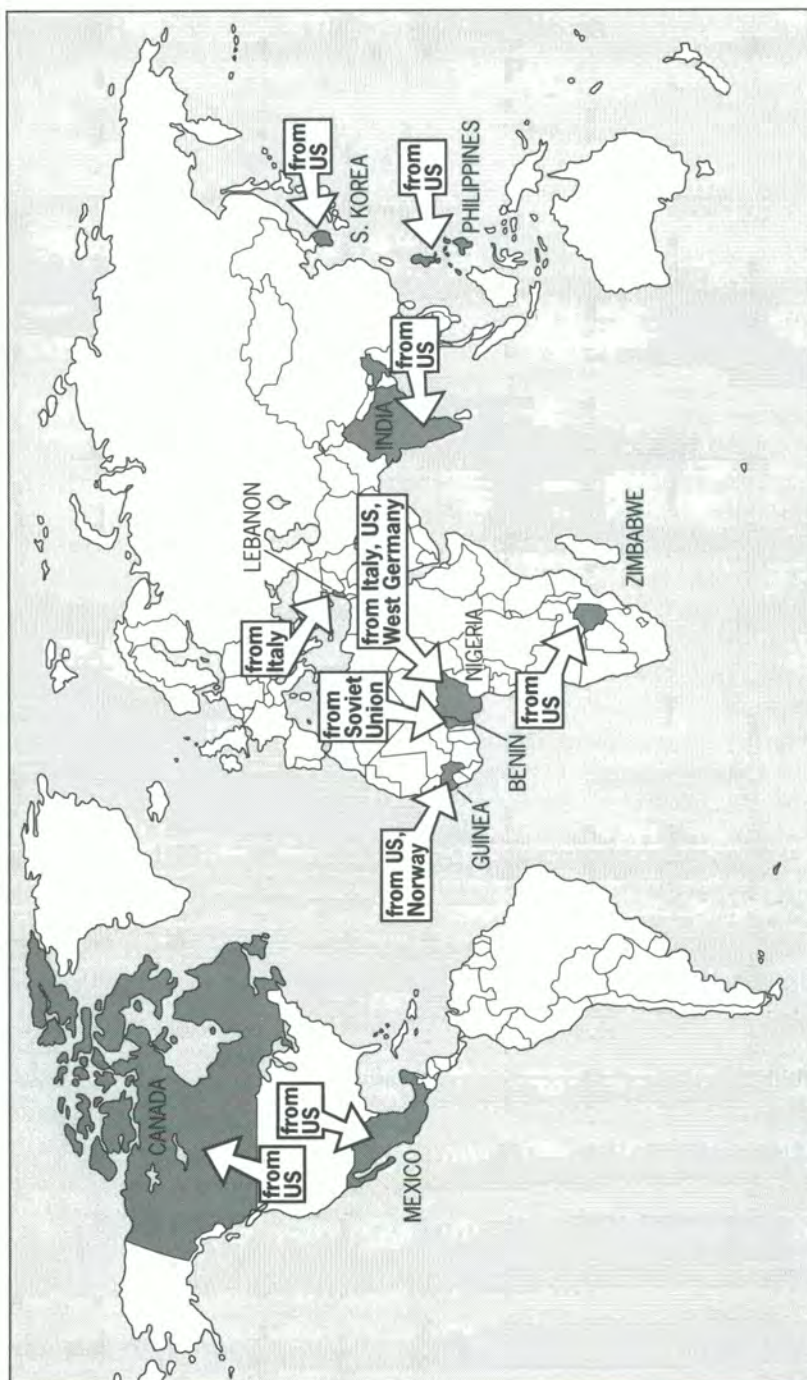 CANADA
from
US
from
US
MEXICO
from US,
Norway
GUINEA
from
Soviet
Union
BENIN
from
Italy
LEBANON
from Italy, US,
West Germany
NIGERIA
from
US
ZIMBABWE
INDIA
from
US
from
US
S. KOREA
from
US
PHILIPPINES